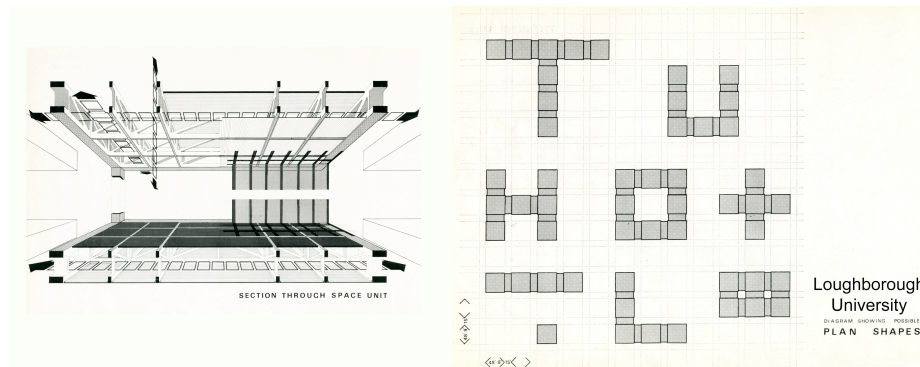 SECTION THROUGH SPACE UNIT
Loughborough
University
DIAGRAM SHOWING POSSIBLE
PLAN SHAPES